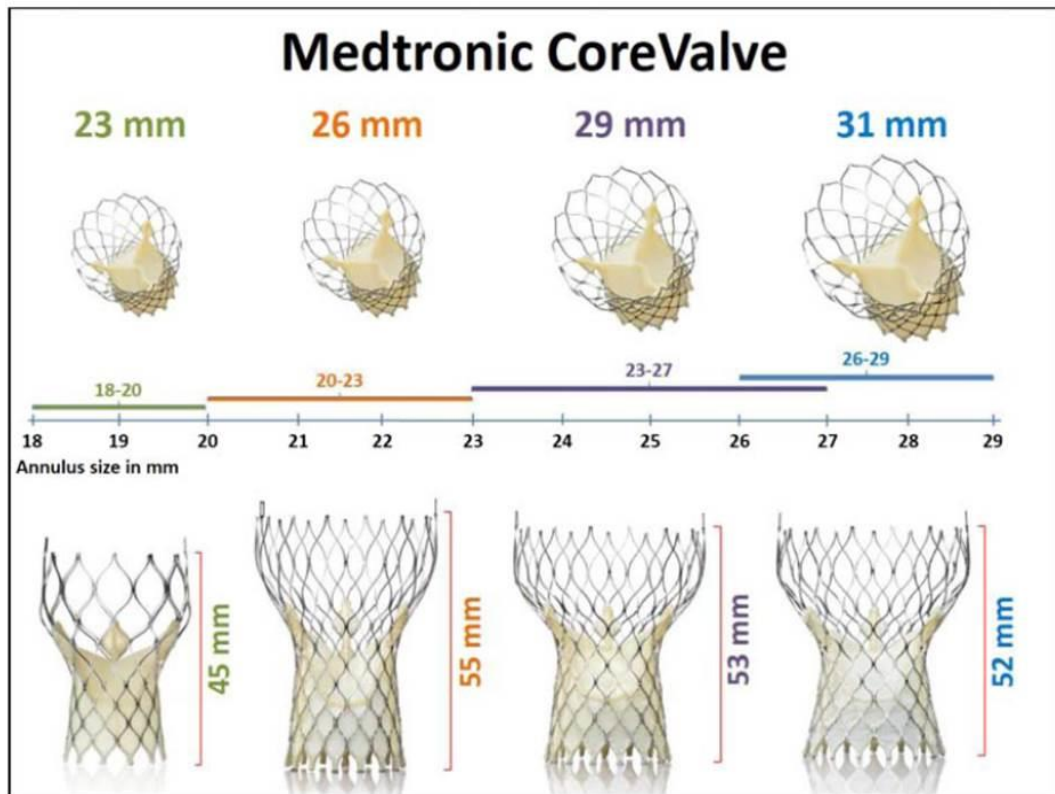 Medtronic CoreValve
23 mm
26 mm
29 mm
31 mm
26-29
23-27
20-23
18-20
18 19 20 21 22 23 24 25 26 27 28 29
Annulus size in mm
45 mm
55 mm
53 mm
52 mm